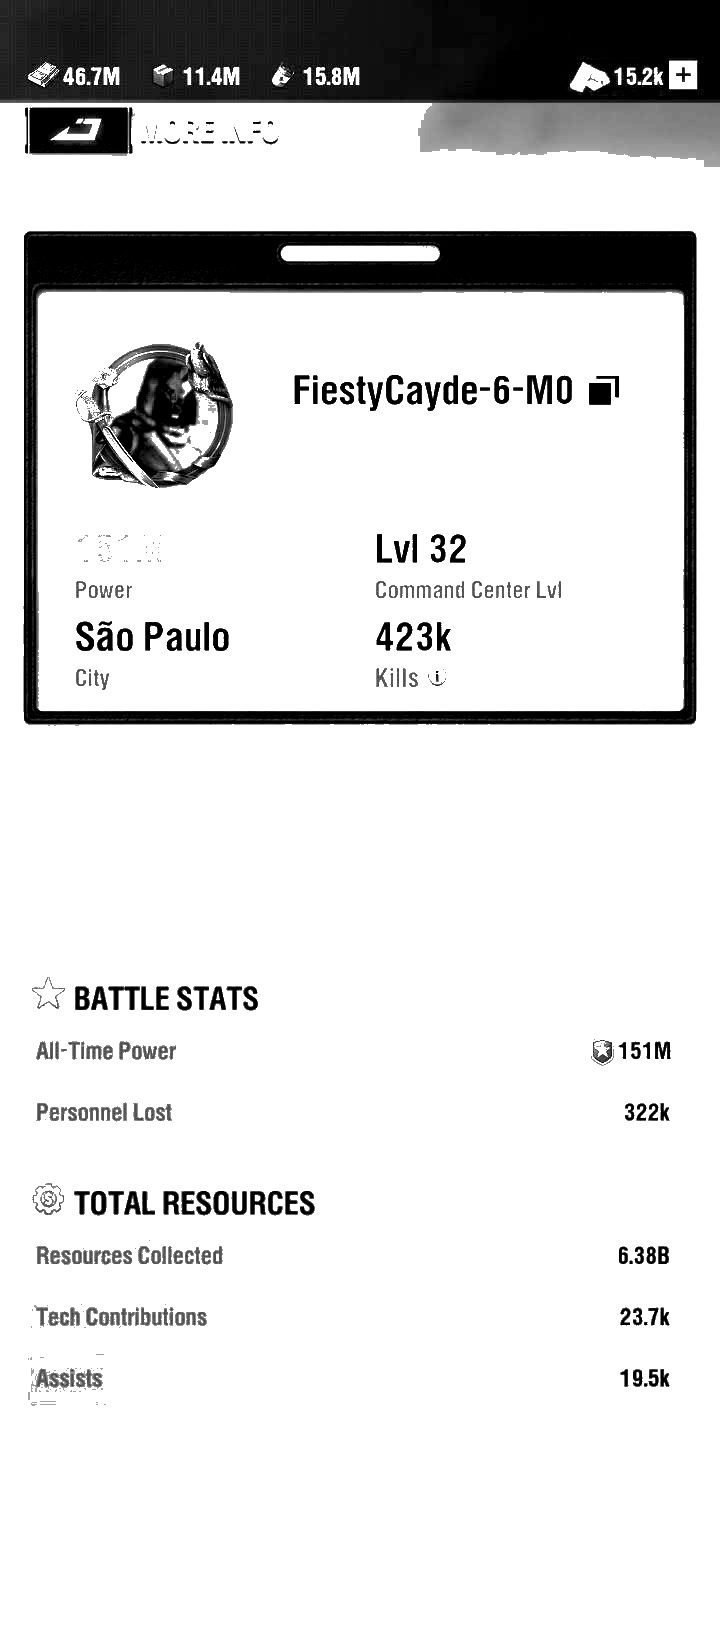 46.7M 11.4M 15.8M 15.2k +
MORE INFO
FiestyCayde-6-M0
151M Lvl 32
Power Command Center Lvl
São Paulo 423k
City Kills
BATTLE STATS
All-Time Power 151M
Personnel Lost 322k
TOTAL RESOURCES
Resources Collected 6.38B
Tech Contributions 23.7k
Assists 19.5k